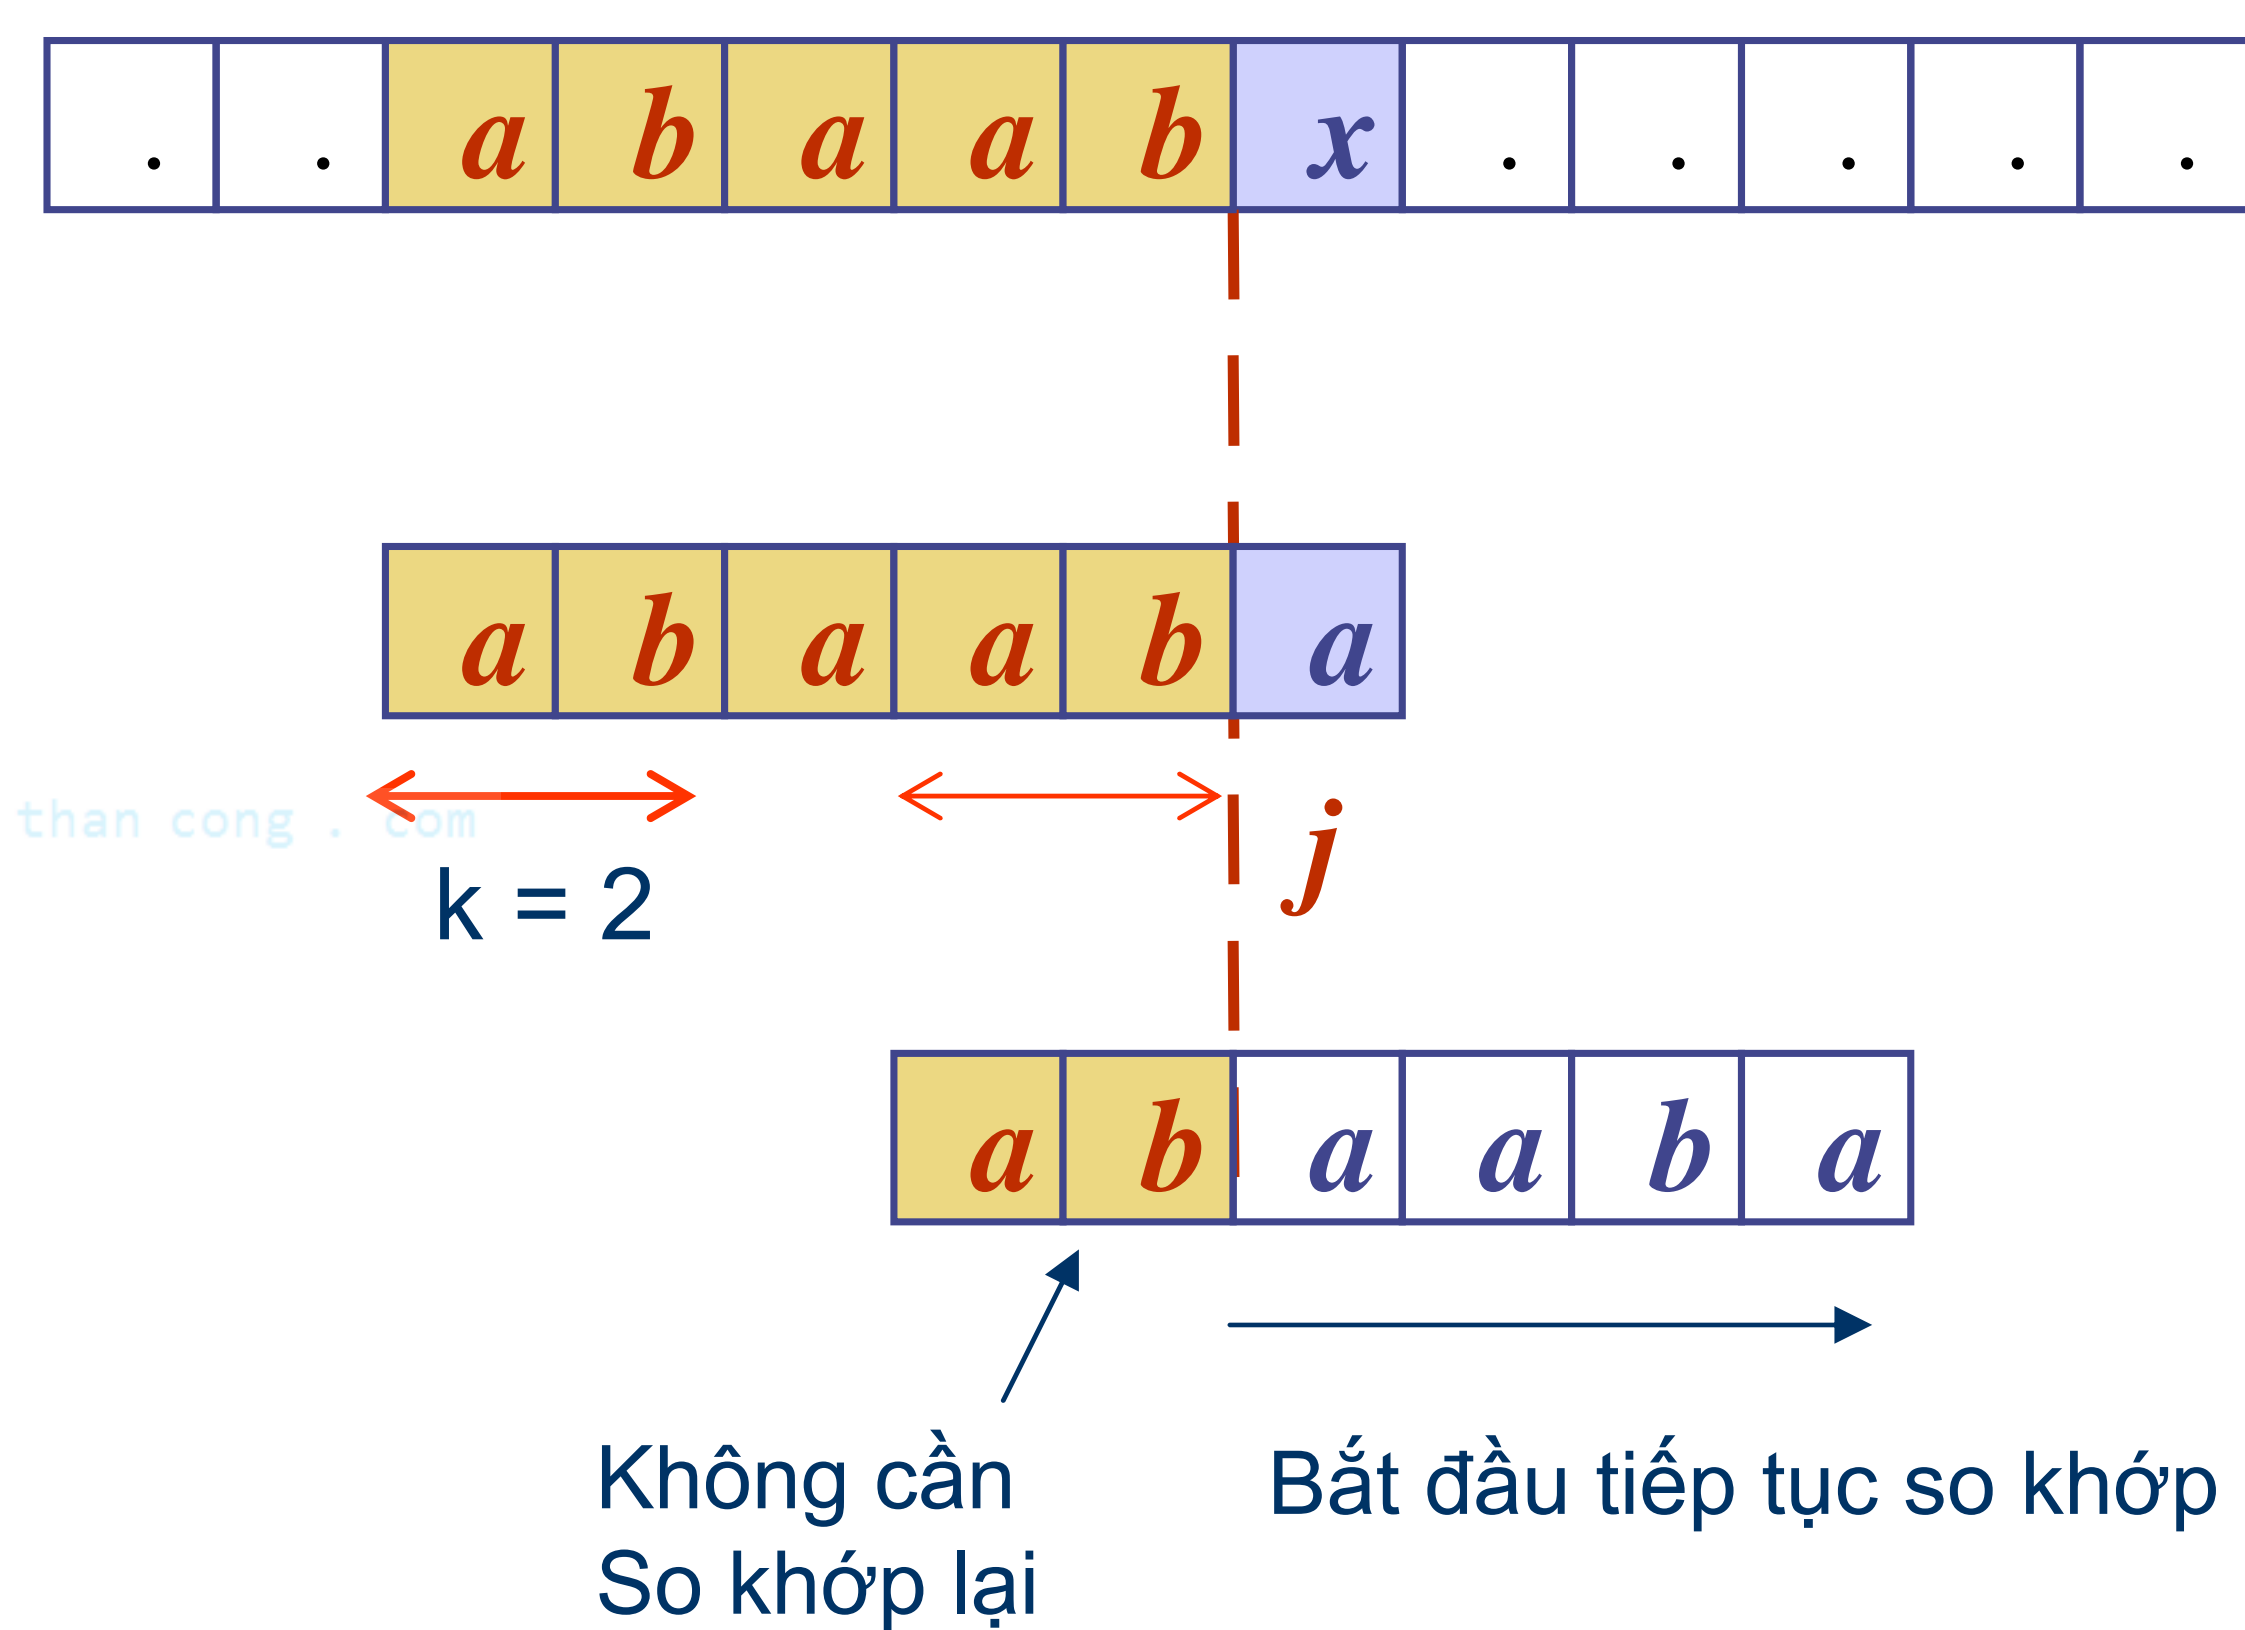 . . a b a a b x . . . . .
a b a a b a
than cong . com
j
k = 2
a b a a b a
Không cần
So khớp lại
Bắt đầu tiếp tục so khớp